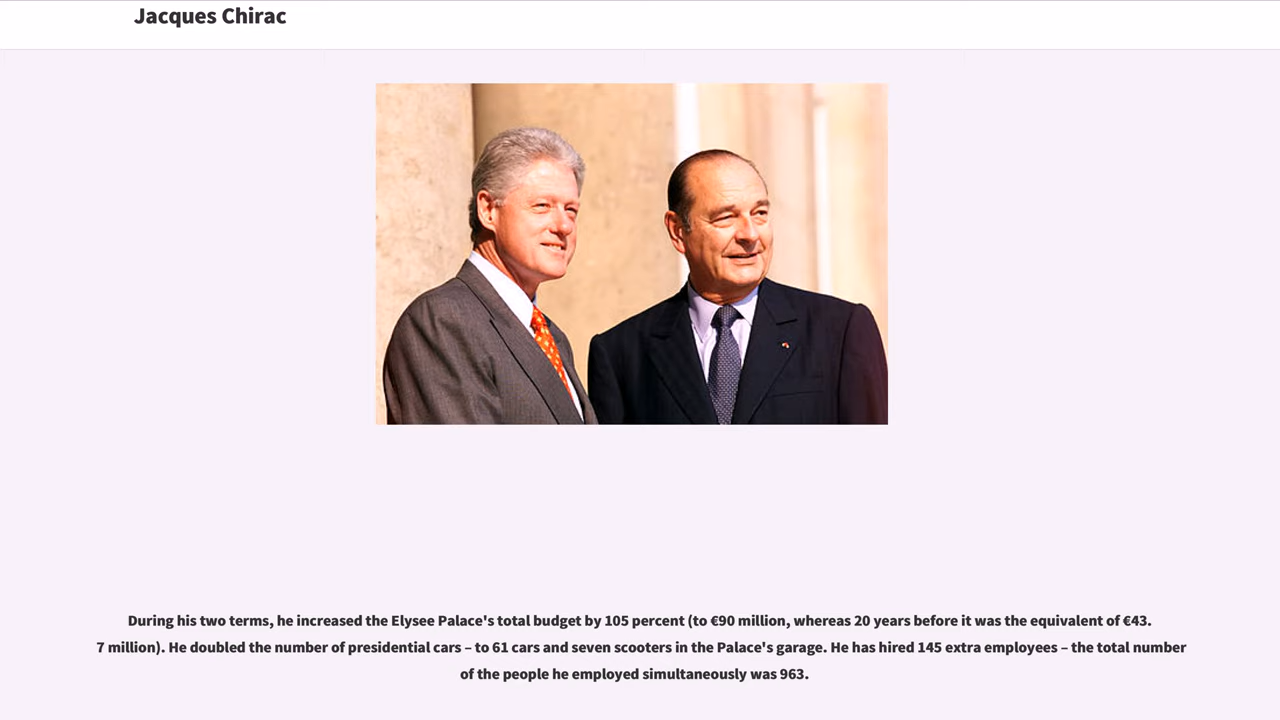 Jacques Chirac
During his two terms, he increased the Elysee Palace's total budget by 105 percent (to €90 million, whereas 20 years before it was the equivalent of €43.
7 million). He doubled the number of presidential cars – to 61 cars and seven scooters in the Palace's garage. He has hired 145 extra employees – the total number
of the people he employed simultaneously was 963.